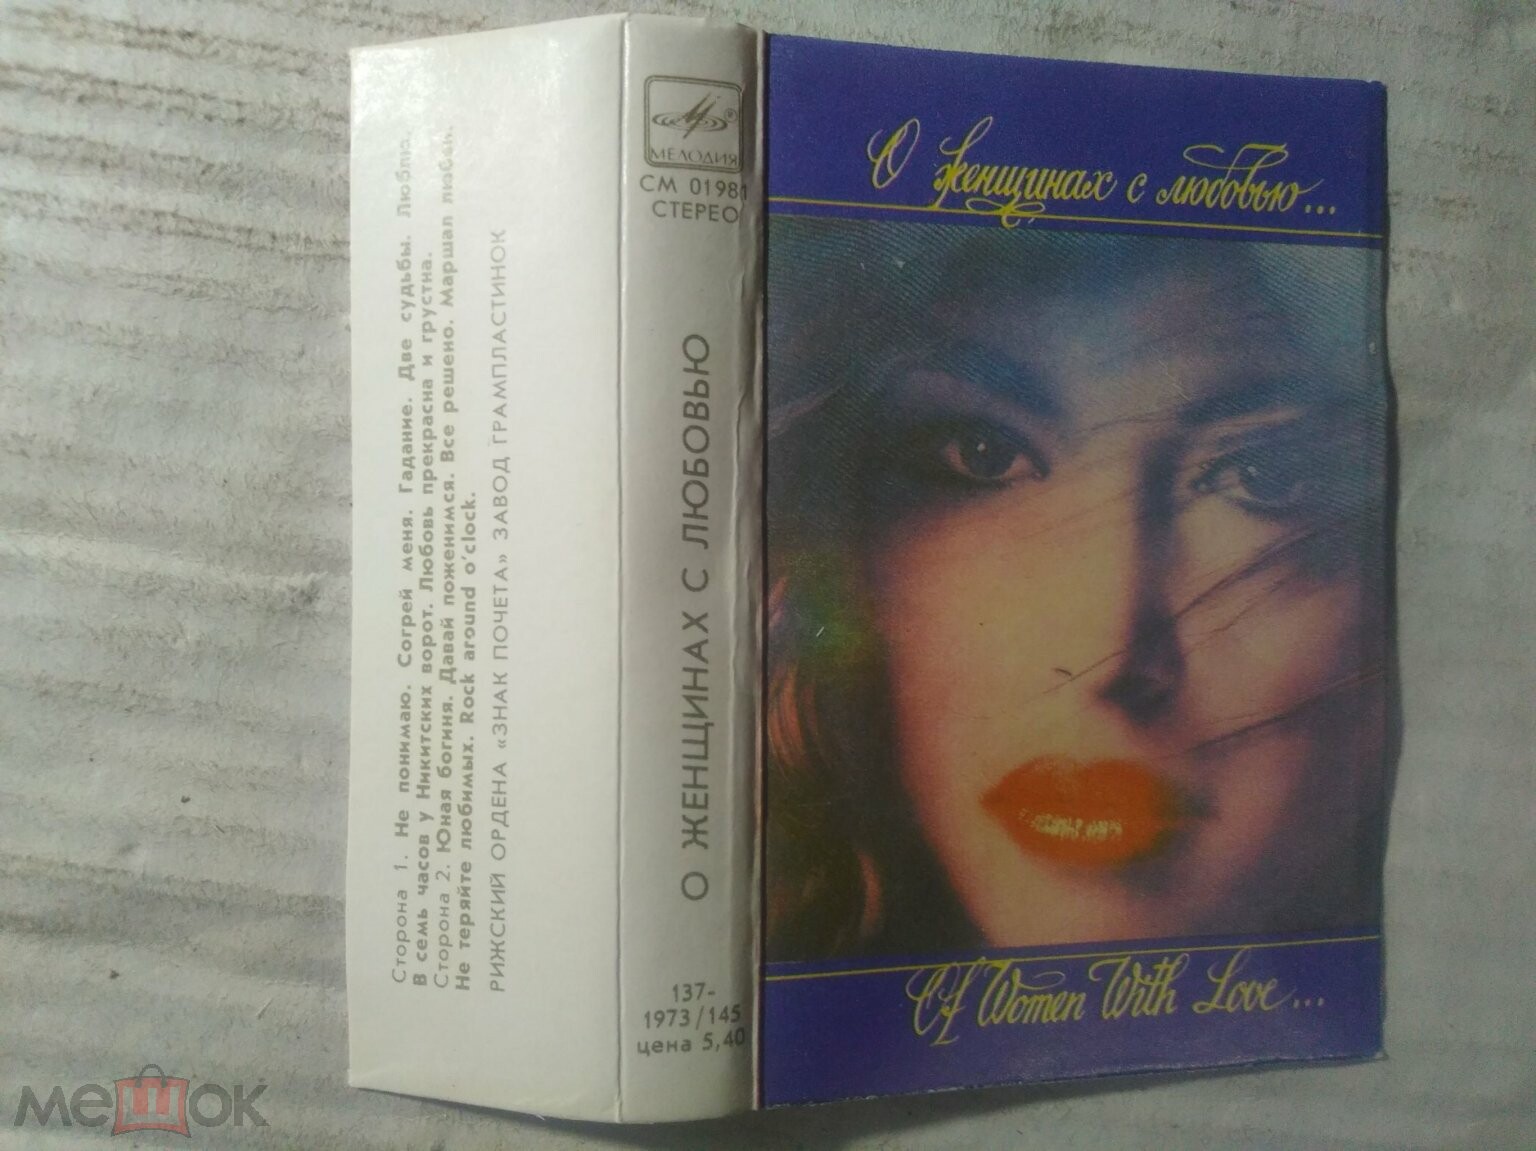 Сторона 1. Не понимаю. Согрей меня. Гадание. Две судьбы. Люблю.
В семь часов у Никитских ворот. Любовь прекрасна и грустна.
Сторона 2. Юная богиня. Давай поженимся. Все решено. Маршал любви.
Не теряйте любимых. Rock around o'clock.
РИЖСКИЙ ОРДЕНА «ЗНАК ПОЧЕТА» ЗАВОД ГРАМПЛАСТИНОК
МЕЛОДИЯ
СМ 01981
СТЕРЕО
О ЖЕНЩИНАХ С ЛЮБОВЬЮ
137-
1973/145
цена 5,40
О женщинах с любовью...
Of Women With Love...
мешок